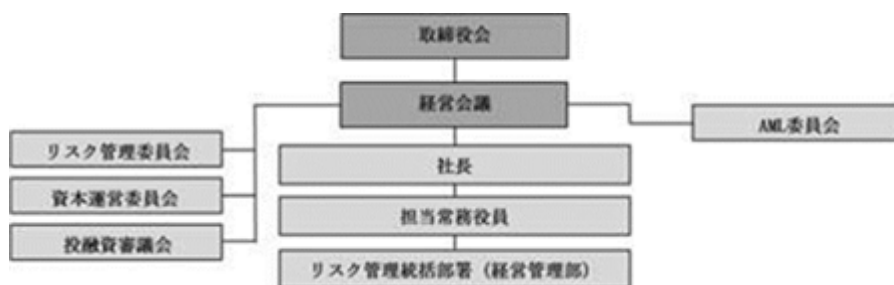 取締役会
経営会議
AML委員会
リスク管理委員会
社長
資本運営委員会
担当常務役員
投融資審議会
リスク管理統括部署（経営管理部）